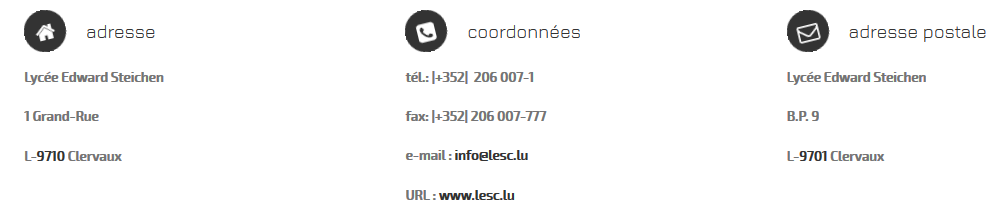 adresse
Lycée Edward Steichen
1 Grand-Rue
L-9710 Clervaux
coordonnées
tél.: |+352| 206 007-1
fax: |+352| 206 007-777
e-mail : info@lesc.lu
URL : www.lesc.lu
adresse postale
Lycée Edward Steichen
B.P. 9
L-9701 Clervaux